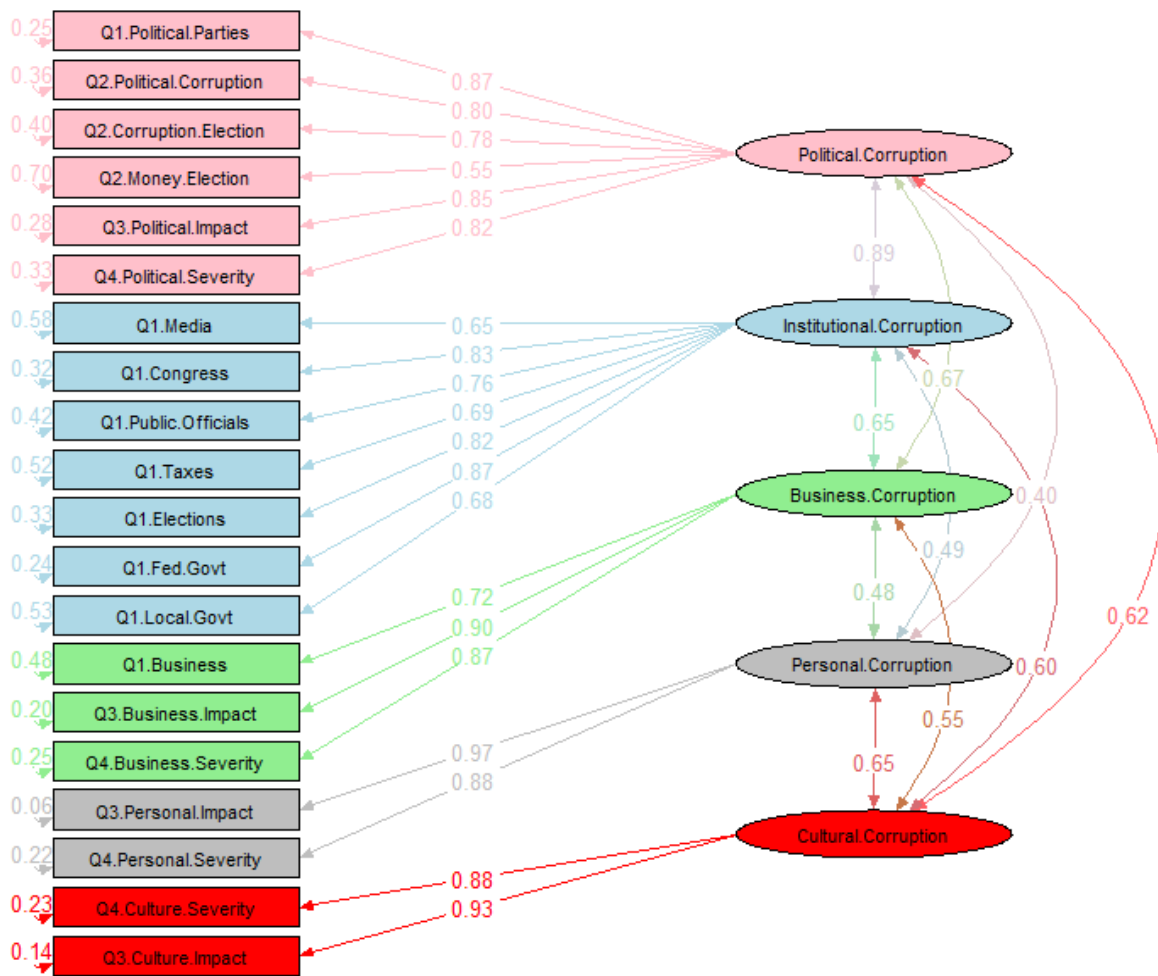 0.25 Q1.Political.Parties
0.36 Q2.Political.Corruption
0.40 Q2.Corruption.Election
0.70 Q2.Money.Election
0.28 Q3.Political.Impact
0.33 Q4.Political.Severity
0.58 Q1.Media
0.32 Q1.Congress
0.42 Q1.Public.Officials
0.52 Q1.Taxes
0.33 Q1.Elections
0.24 Q1.Fed.Govt
0.53 Q1.Local.Govt
0.48 Q1.Business
0.20 Q3.Business.Impact
0.25 Q4.Business.Severity
0.06 Q3.Personal.Impact
0.22 Q4.Personal.Severity
0.23 Q4.Culture.Severity
0.14 Q3.Culture.Impact
0.87
0.80
0.78
0.55
0.85
0.82
0.65
0.83
0.76
0.69
0.82
0.87
0.68
0.72
0.90
0.87
0.97
0.88
0.88
0.93
Political.Corruption
0.89
Institutional.Corruption
0.67
0.65
Business.Corruption
0.40
0.49
0.48
0.62
Personal.Corruption
0.60
0.55
0.65
Cultural.Corruption